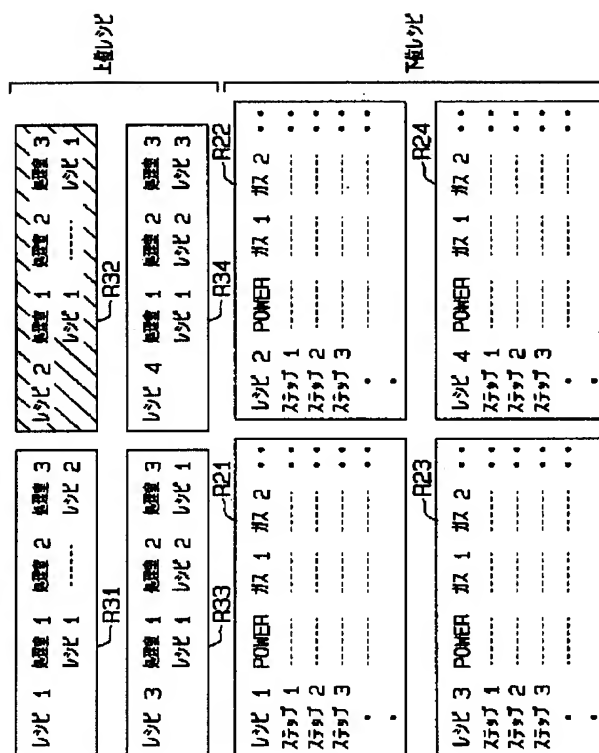 レシピ 1 処理室 1 処理室 2 処理室 3
レシピ 1 ------ レシピ 2
R31
レシピ 2 処理室 1 処理室 2 処理室 3
レシピ 1 ------ レシピ 1
R32
レシピ 3 処理室 1 処理室 2 処理室 3
レシピ 1 レシピ 2 レシピ 1
R33
レシピ 4 処理室 1 処理室 2 処理室 3
レシピ 1 レシピ 2 レシピ 3
R34
上位レシピ
R21
レシピ 1 POWER ガス 1 ガス 2 ・・
ステップ 1 ------ ------ ------ ・・
ステップ 2 ------ ------ ------ ・・
ステップ 3 ------ ------ ------ ・・
・ ------ ------ ------ ・・
・
R22
レシピ 2 POWER ガス 1 ガス 2 ・・
ステップ 1 ------ ------ ------ ・・
ステップ 2 ------ ------ ------ ・・
ステップ 3 ------ ------ ------ ・・
・ ------ ------ ------ ・・
・
R23
レシピ 3 POWER ガス 1 ガス 2 ・・
ステップ 1 ------ ------ ------ ・・
ステップ 2 ------ ------ ------ ・・
ステップ 3 ------ ------ ------ ・・
・ ------ ------ ------ ・・
・
R24
レシピ 4 POWER ガス 1 ガス 2 ・・
ステップ 1 ------ ------ ------ ・・
ステップ 2 ------ ------ ------ ・・
ステップ 3 ------ ------ ------ ・・
・ ------ ------ ------ ・・
・
下位レシピ